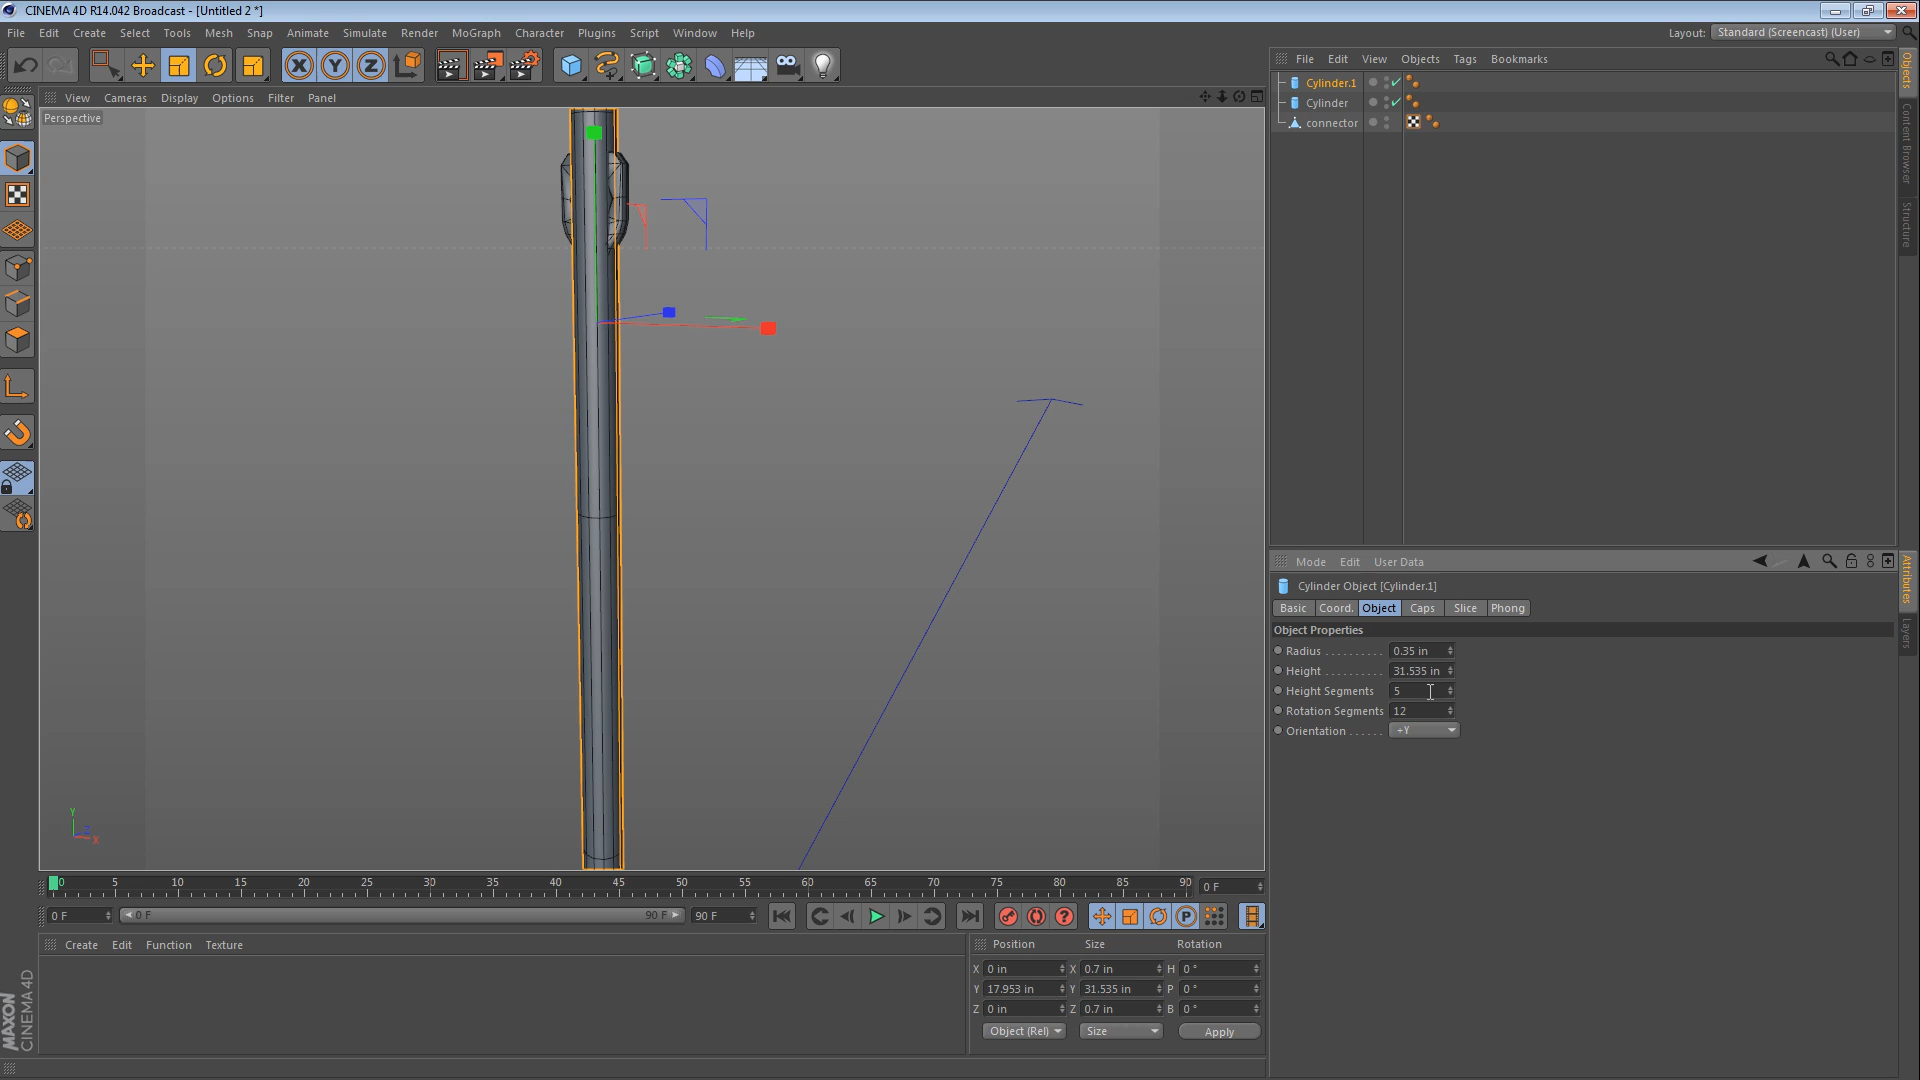 CINEMA 4D R14.042 Broadcast - [Untitled 2 *]
File Edit Create Select Tools Mesh Snap Animate Simulate Render MoGraph Character Plugins Script Window Help
Layout: Standard (Screencast) (User)
File Edit View Objects Tags Bookmarks
Cylinder.1
Cylinder
connector
Objects
Content Browser
Structure
View Cameras Display Options Filter Panel
Perspective
Y
Z
X
Mode Edit User Data
Cylinder Object [Cylinder.1]
Basic Coord. Object Caps Slice Phong
Object Properties
Radius . . . . . . . . . . 0.35 in
Height . . . . . . . . . . 31.535 in
Height Segments 5
Rotation Segments 12
Orientation . . . . . . +Y
Attributes
Layers
0 5 10 15 20 25 30 35 40 45 50 55 60 65 70 75 80 85 90 0 F
0 F 0 F 90 F 90 F
P
Create Edit Function Texture
Position Size Rotation
X 0 in X 0.7 in H 0 °
Y 17.953 in Y 31.535 in P 0 °
Z 0 in Z 0.7 in B 0 °
Object (Rel) Size Apply
MAXON
CINEMA 4D